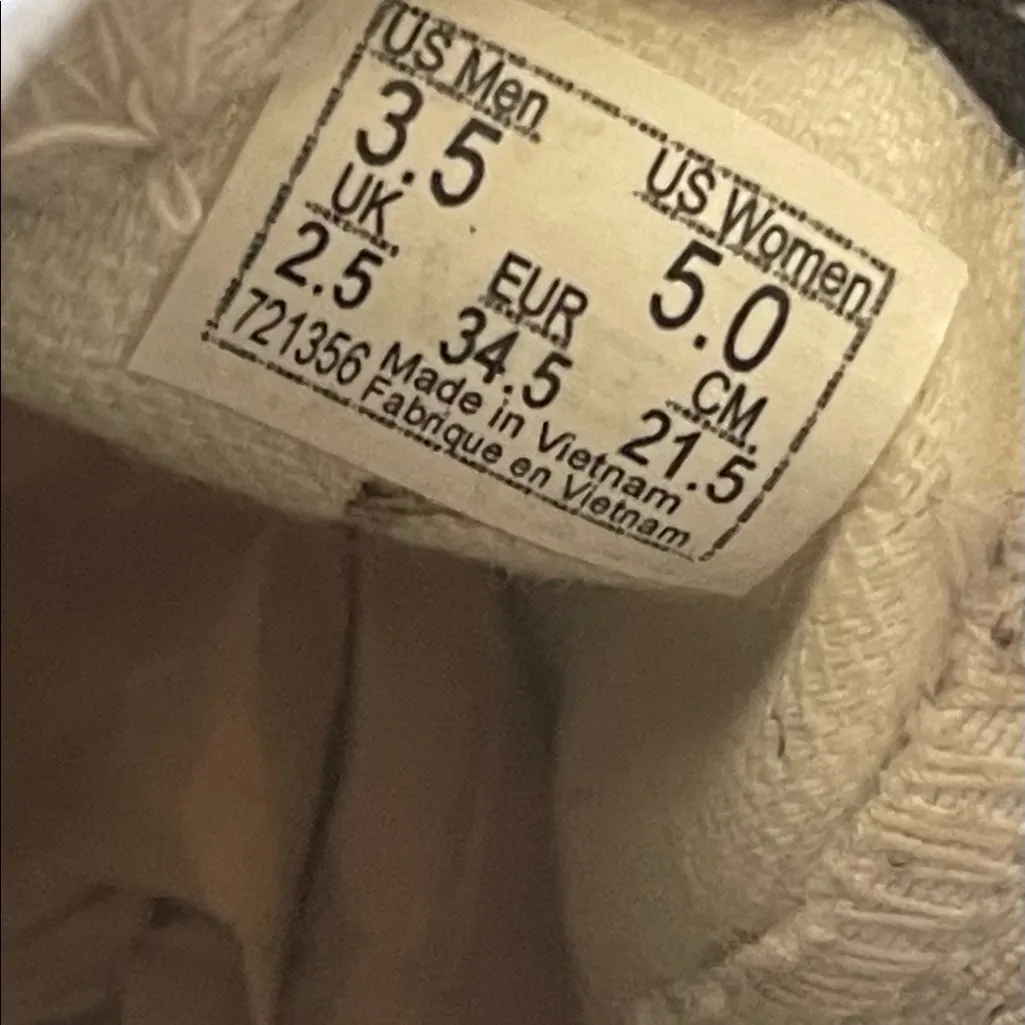 US Men
3.5
US Women
5.0
UK
2.5
EUR
34.5
CM
21.5
721356
Made in Vietnam
Fabrique en Vietnam